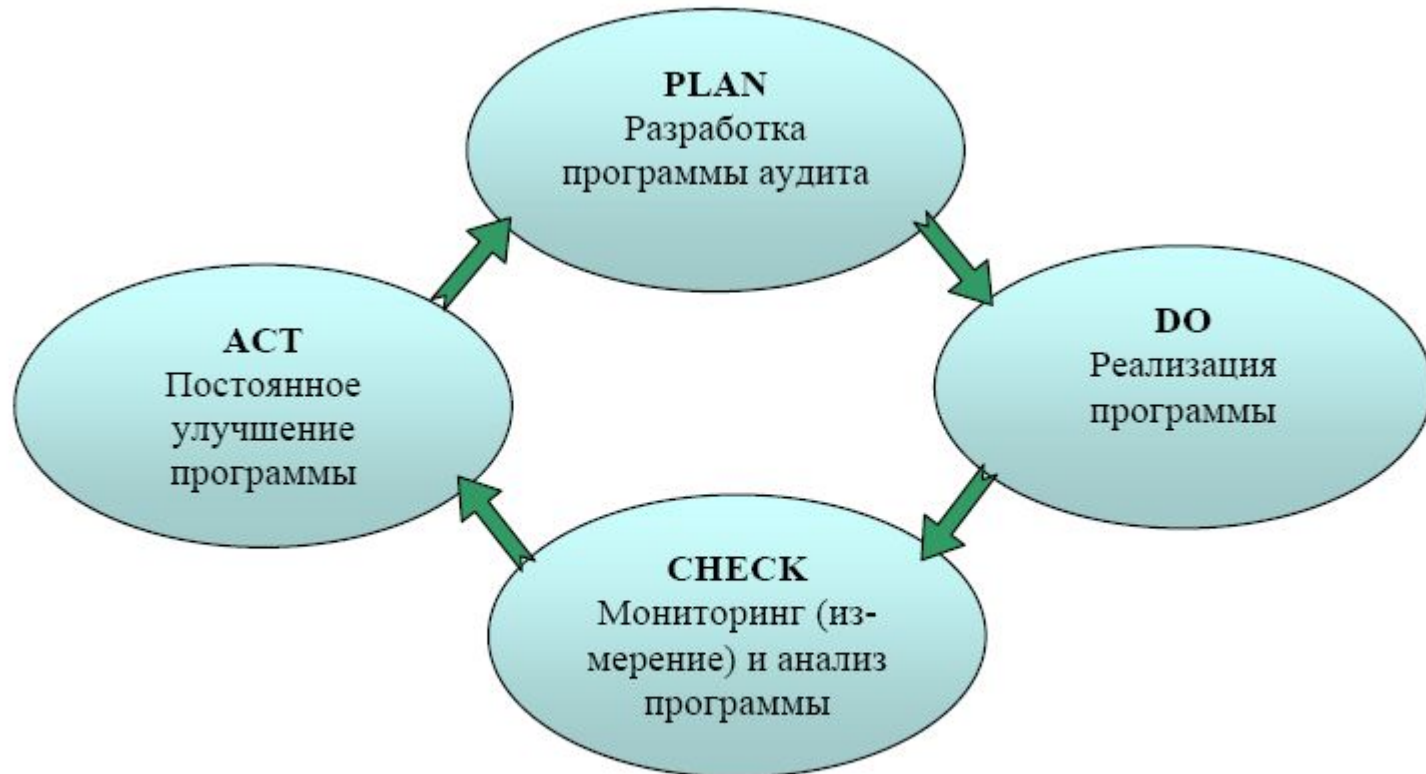 PLAN
Разработка
программы аудита
DO
Реализация
программы
CHECK
Мониторинг (из-
мерение) и анализ
программы
ACT
Постоянное
улучшение
программы